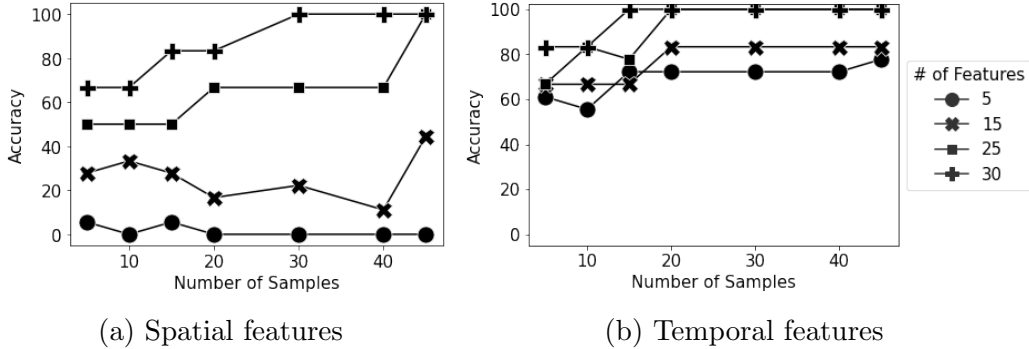 100
80
60
40
20
0
Accuracy
10 20 30 40
Number of Samples
(a) Spatial features
100
80
60
40
20
0
Accuracy
10 20 30 40
Number of Samples
(b) Temporal features
# of Features
5
15
25
30